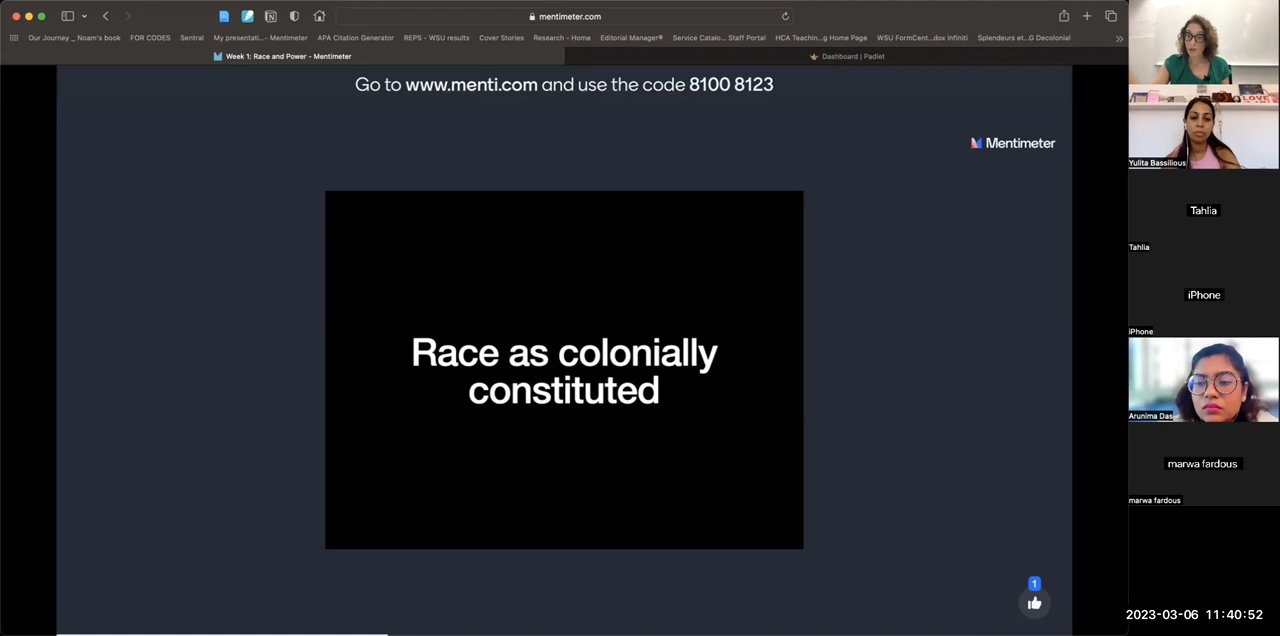 mentimeter.com
Our Journey _ Noam's book
FOR CODES
Sentral
My presentati...- Mentimeter
APA Citation Generator
REPS - WSU results
Cover Stories
Research - Home
Editorial Manager®
Service Catalo... Staff Portal
HCA Teachin...g Home Page
WSU FormCent...dox Infiniti
Splendeurs et...G Decolonial
Week 1: Race and Power - Mentimeter
Dashboard | Padlet
Go to www.menti.com and use the code 8100 8123
Mentimeter
Race as colonially
constituted
1
Yulita Bassilious
Tahlia
Tahlia
iPhone
iPhone
Arunima Das
marwa fardous
marwa fardous
2023-03-06 11:40:52